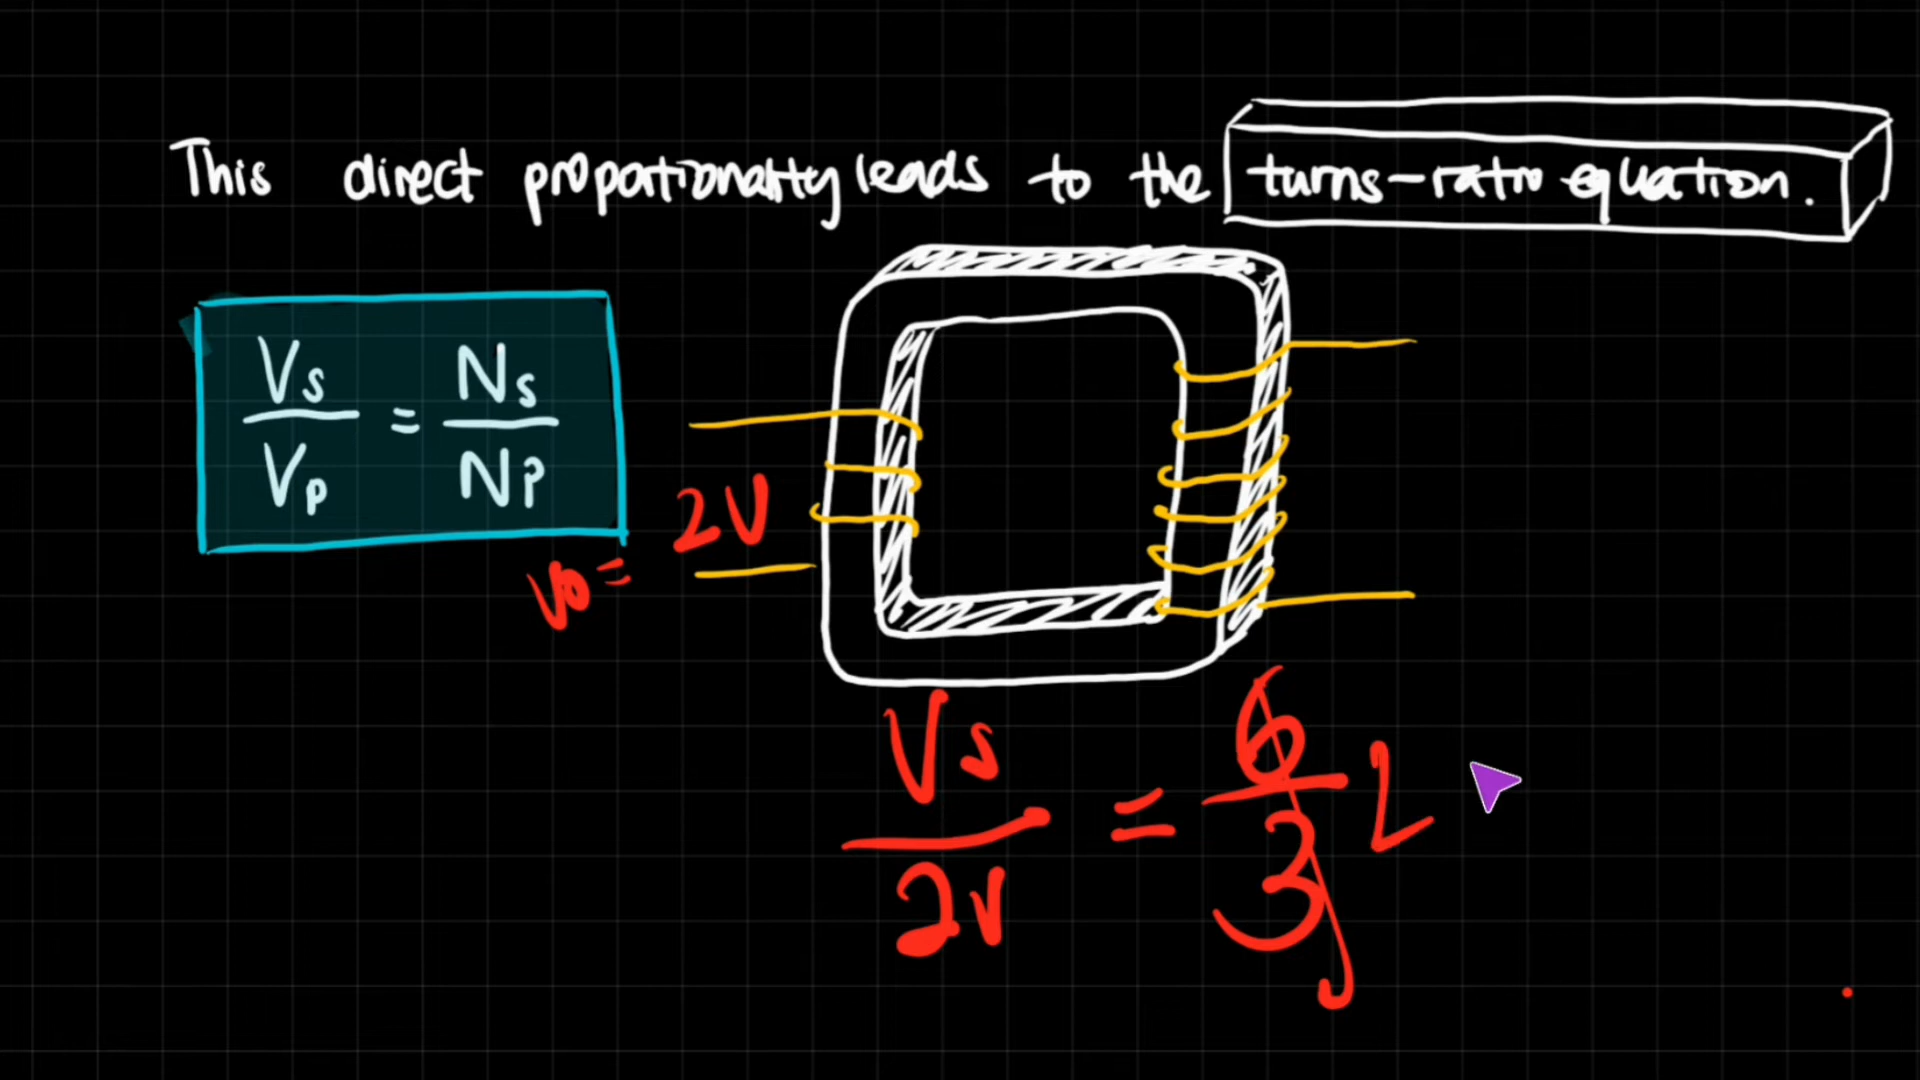 This direct proportionality leads to the turns-ratio equation.
Vs/Vp = Ns/Np
2V
Vp =
Vs/2V = 6/3 2